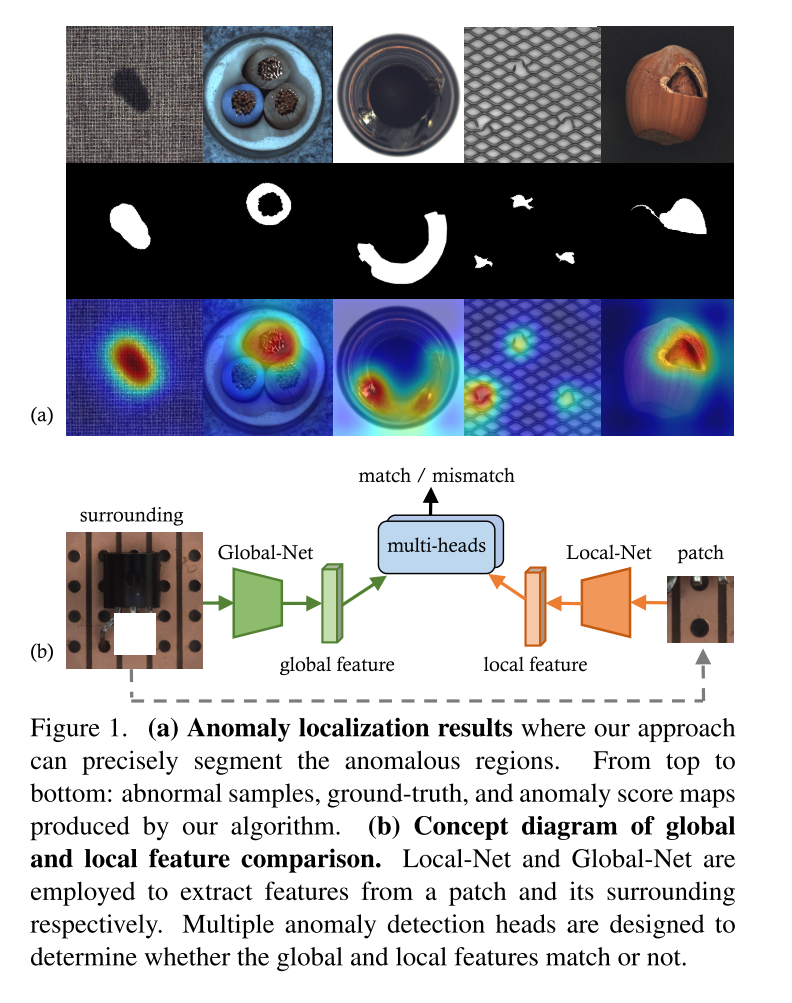 (a)
match / mismatch
surrounding
Global-Net
multi-heads
Local-Net
patch
(b)
global feature
local feature
Figure 1. (a) Anomaly localization results where our approach
can precisely segment the anomalous regions. From top to
bottom: abnormal samples, ground-truth, and anomaly score maps
produced by our algorithm. (b) Concept diagram of global
and local feature comparison. Local-Net and Global-Net are
employed to extract features from a patch and its surrounding
respectively. Multiple anomaly detection heads are designed to
determine whether the global and local features match or not.